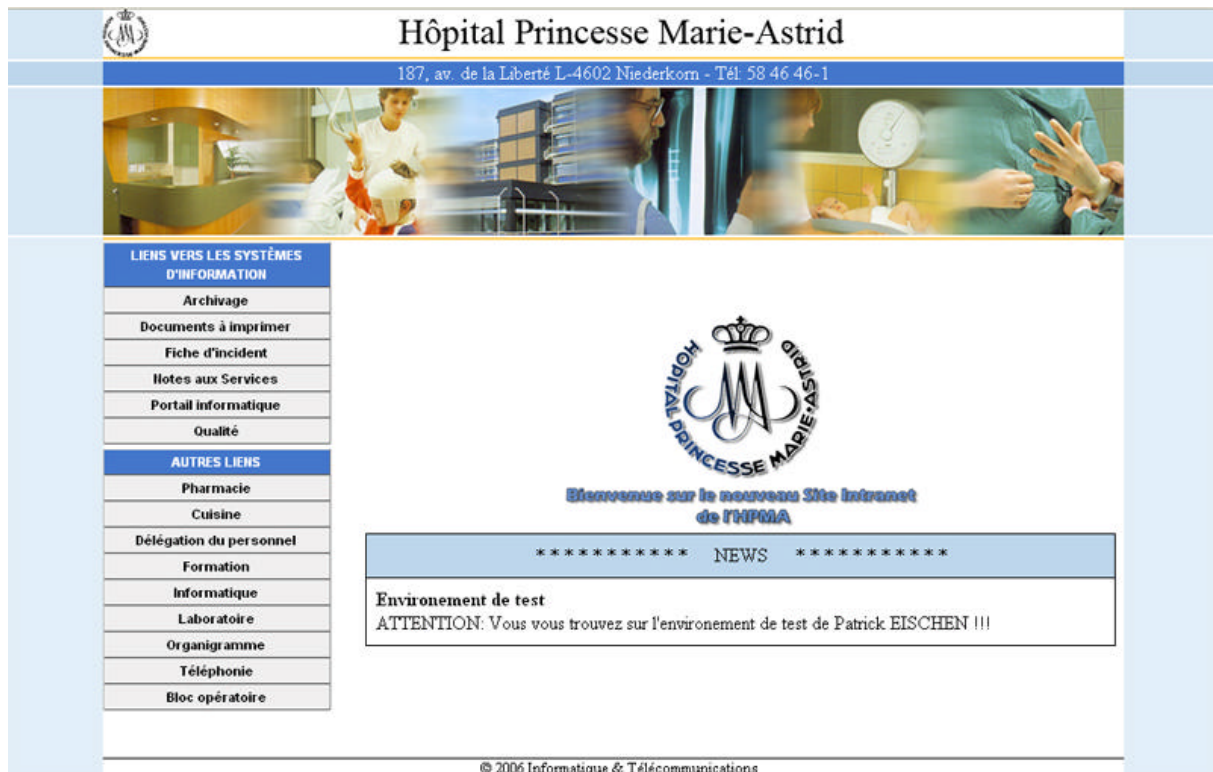 Hôpital Princesse Marie-Astrid
187, av. de la Liberté L-4602 Niederkorn - Tél: 58 46 46-1
LIENS VERS LES SYSTÈMES
D'INFORMATION
Archivage
Documents à imprimer
Fiche d'incident
Notes aux Services
Portail informatique
Qualité
AUTRES LIENS
Pharmacie
Cuisine
Délégation du personnel
Formation
Informatique
Laboratoire
Organigramme
Téléphonie
Bloc opératoire
HÔPITAL PRINCESSE MARIE-ASTRID
Bienvenue sur le nouveau Site Intranet
de l'HPMA
* * * * * * * * * * * NEWS * * * * * * * * * * *
Environement de test
ATTENTION: Vous vous trouvez sur l'environement de test de Patrick EISCHEN !!!
© 2006 Informatique & Télécommunications